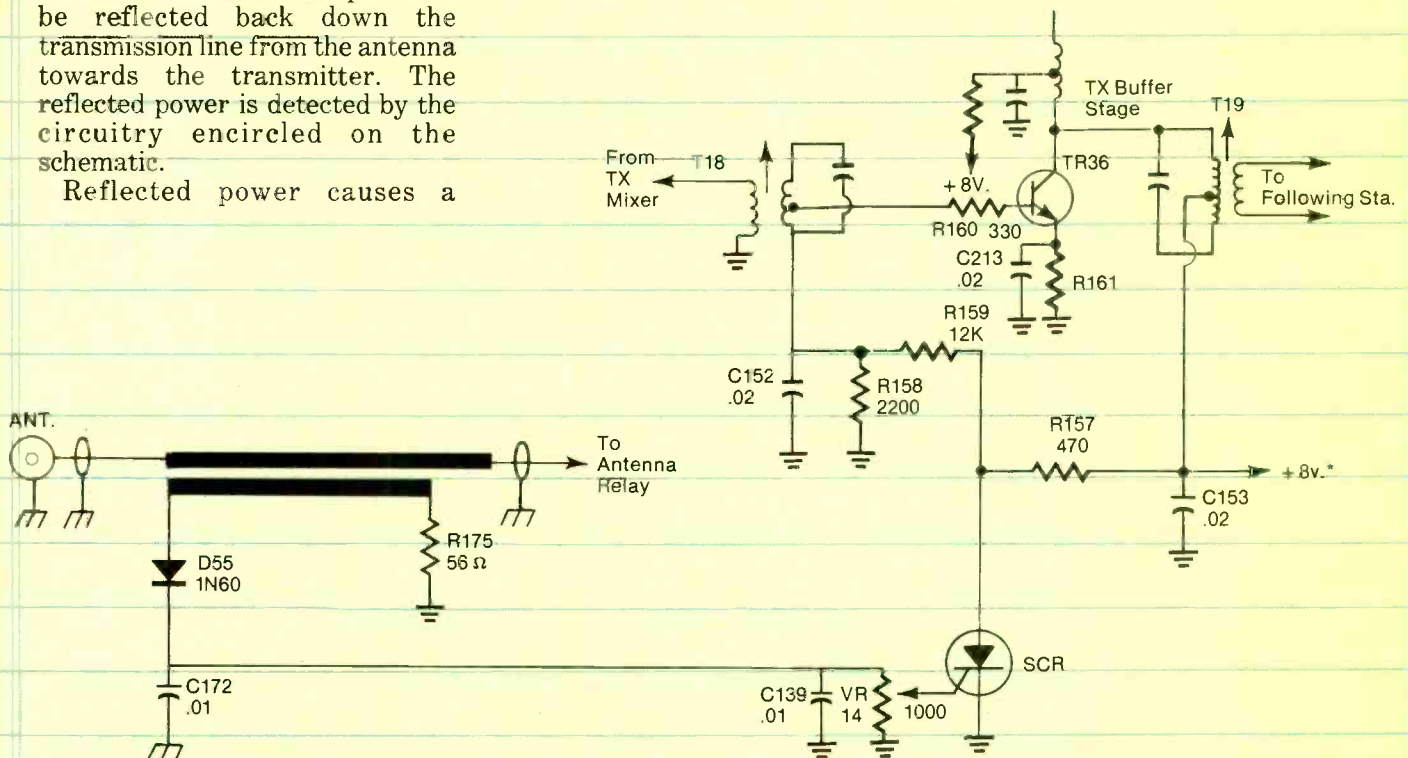 be reflected back down the
transmission line from the antenna
towards the transmitter. The
reflected power is detected by the
circuitry encircled on the
schematic.
Reflected power causes a
TX Buffer
Stage
T19
From
TX
Mixer
T18
TR36
To
Following Sta.
+ 8V.
R160 330
C213
.02
R161
R159
12K
C152
.02
R158
2200
R157
470
+ 8v.*
C153
.02
ANT.
To
Antenna
Relay
R175
56 Ω
D55
1N60
SCR
C172
.01
C139
.01
VR
14
1000